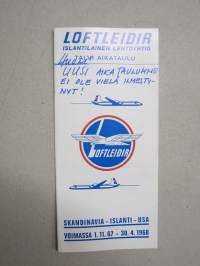 LOFTLEIDIR
ISLANTILAINEN LENTOYHTIÖ
AIKATAULU
UUSI AIKATAULUMME
EI OLE VIELÄ ILMESTY-
NYT!
LOFTLEIDIR
SKANDINAVIA - ISLANTI - USA
VOIMASSA 1. 11. 67 - 30. 4. 1968